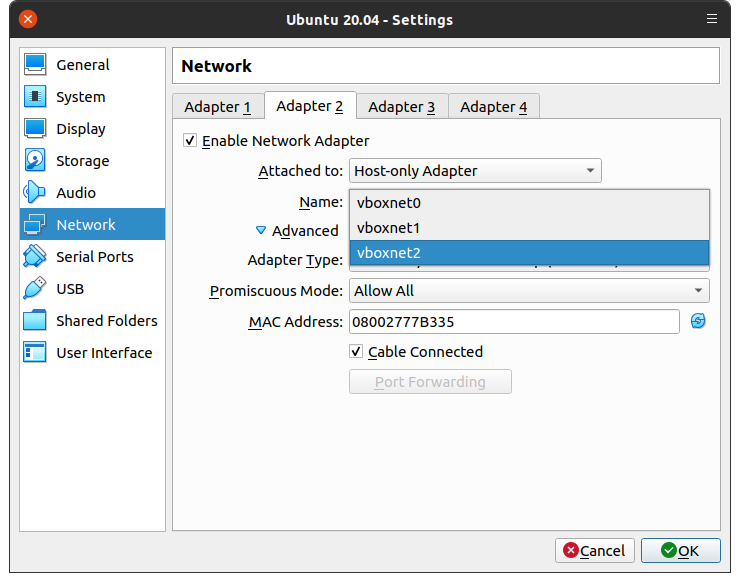 Ubuntu 20.04 - Settings
General
System
Display
Storage
Audio
Network
Serial Ports
USB
Shared Folders
User Interface
Network
Adapter 1 Adapter 2 Adapter 3 Adapter 4
Enable Network Adapter
Attached to: Host-only Adapter
Name: vboxnet0
vboxnet1
Advanced
vboxnet2
Adapter Type:
Promiscuous Mode: Allow All
MAC Address: 08002777B335
Cable Connected
Port Forwarding
Cancel OK